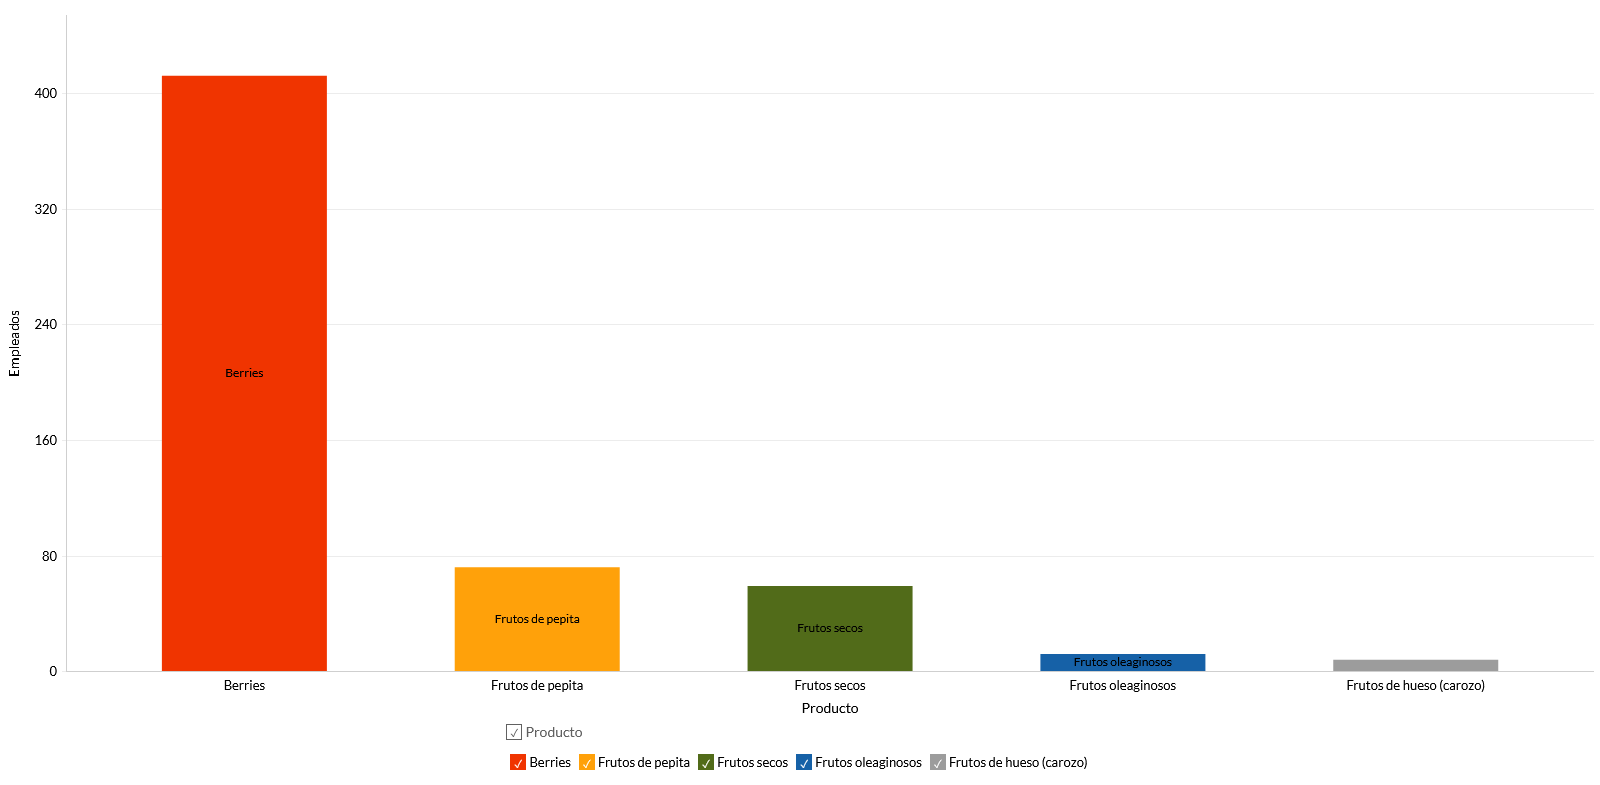 400
320
240
160
80
0
Empleados
Berries
Frutos de pepita
Frutos secos
Frutos oleaginosos
Berries
Frutos de pepita
Frutos secos
Frutos oleaginosos
Frutos de hueso (carozo)
Producto
Producto
Berries
Frutos de pepita
Frutos secos
Frutos oleaginosos
Frutos de hueso (carozo)